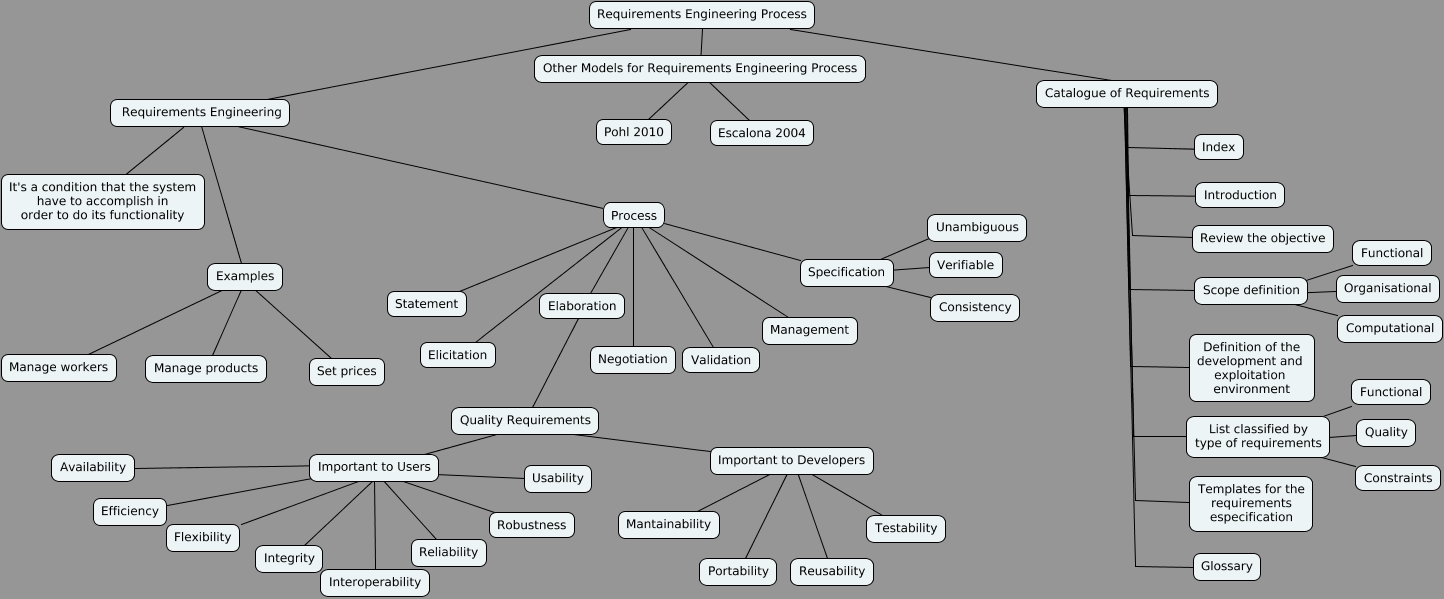 Requirements Engineering Process
Other Models for Requirements Engineering Process
Pohl 2010
Escalona 2004
Requirements Engineering
It's a condition that the system
have to accomplish in
order to do its functionality
Examples
Manage workers
Manage products
Set prices
Process
Statement
Elicitation
Elaboration
Negotiation
Validation
Management
Specification
Unambiguous
Verifiable
Consistency
Quality Requirements
Important to Users
Availability
Efficiency
Flexibility
Integrity
Interoperability
Reliability
Robustness
Usability
Important to Developers
Mantainability
Portability
Reusability
Testability
Catalogue of Requirements
Index
Introduction
Review the objective
Scope definition
Functional
Organisational
Computational
Definition of the
development and
exploitation
environment
List classified by
type of requirements
Functional
Quality
Constraints
Templates for the
requirements
especification
Glossary